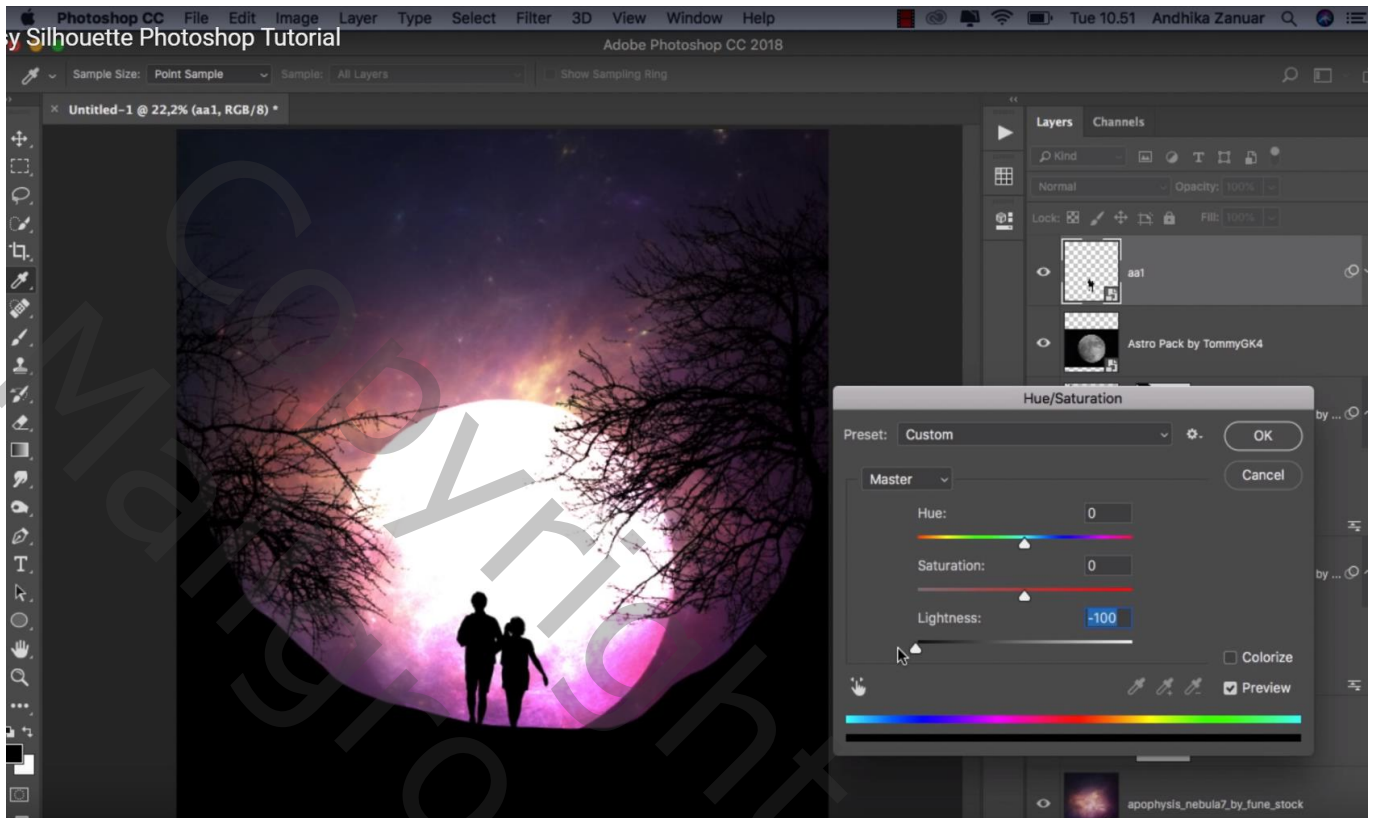 Photoshop CC File Edit Image Layer Type Select Filter 3D View Window Help Tue 10.51 Andhika Zanuar
sy Silhouette Photoshop Tutorial
Adobe Photoshop CC 2018
Sample Size: Point Sample Sample: All Layers Show Sampling Ring
Untitled-1 @ 22,2% (aa1, RGB/8) *
Layers Channels
Kind
Normal Opacity: 100%
Lock: Fill: 100%
aa1
Astro Pack by TommyGK4
Hue/Saturation
by ...
Preset: Custom OK
Cancel
Master
Hue: 0
Saturation: 0
by ...
Lightness: -100
Colorize
Preview
apophysis_nebula7_by_fune_stock
Copyright